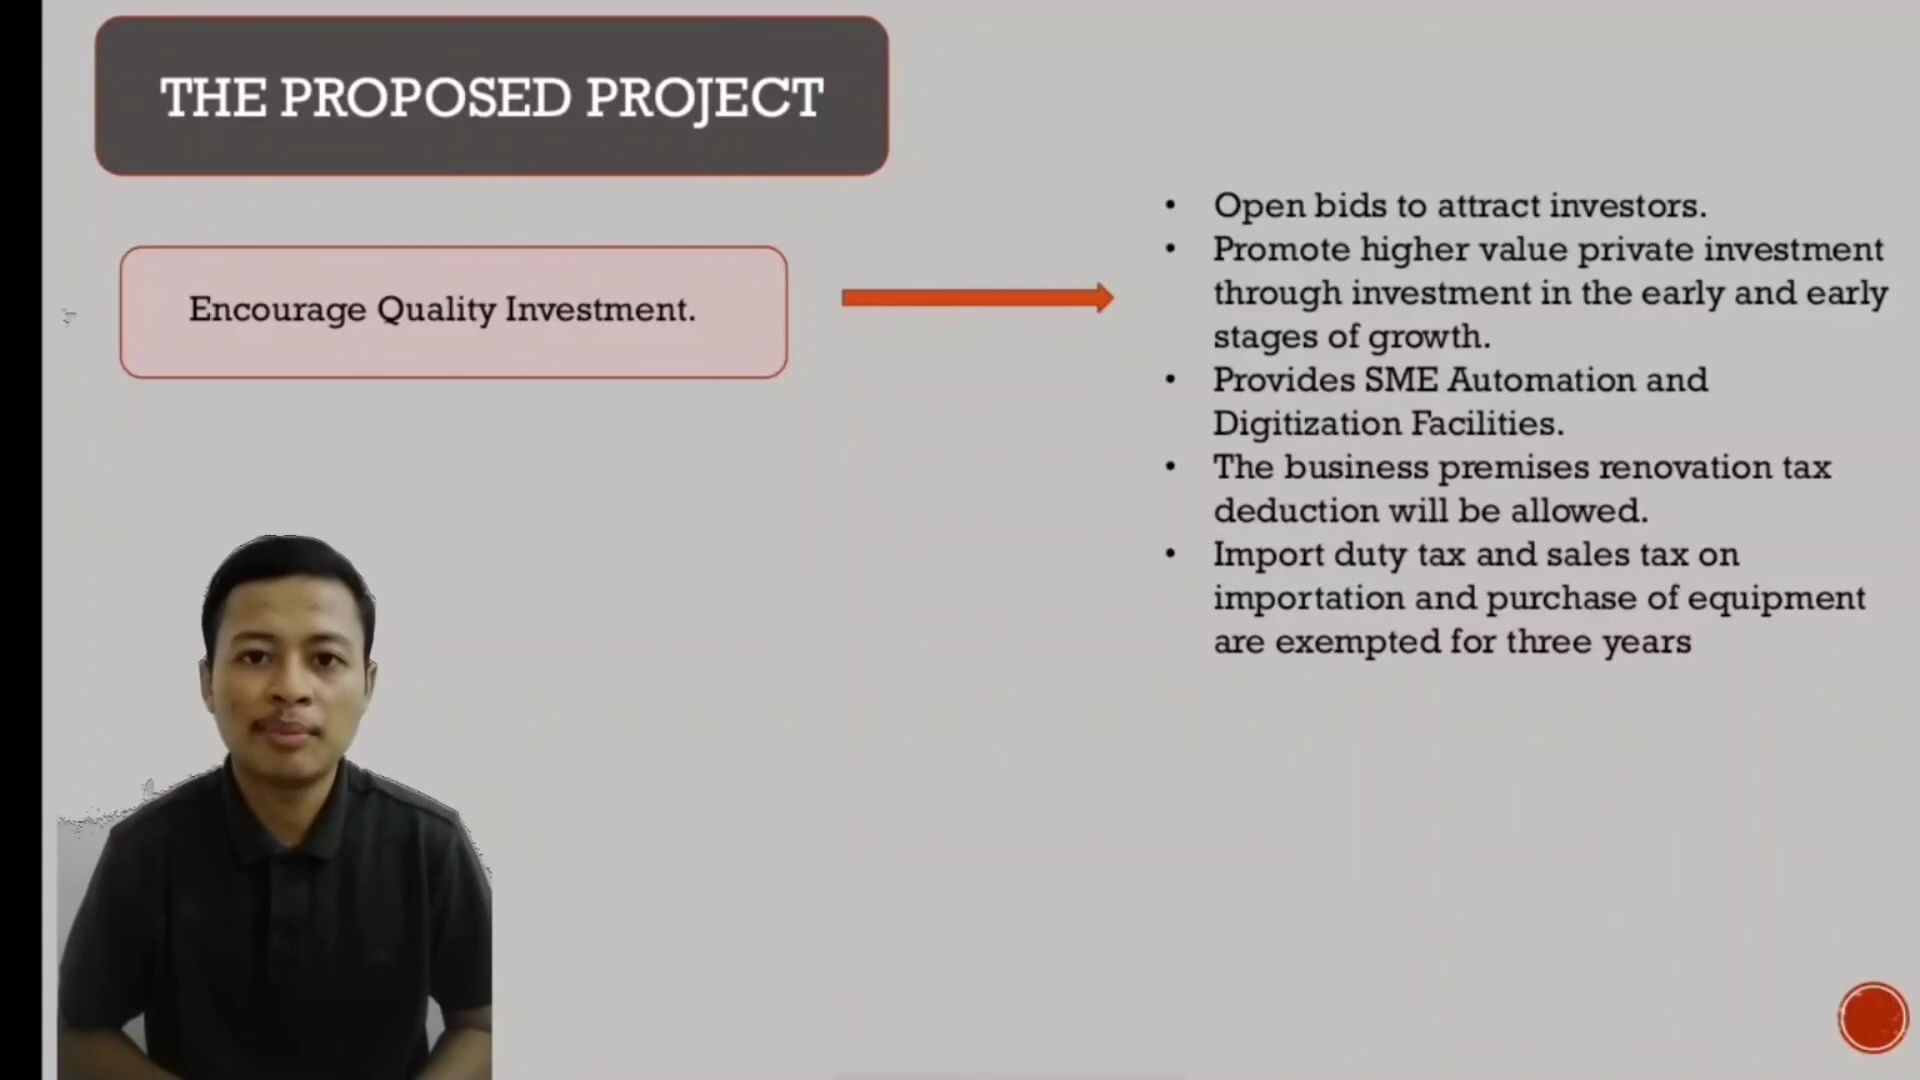 THE PROPOSED PROJECT
Encourage Quality Investment.
• Open bids to attract investors.
• Promote higher value private investment
through investment in the early and early
stages of growth.
• Provides SME Automation and
Digitization Facilities.
• The business premises renovation tax
deduction will be allowed.
• Import duty tax and sales tax on
importation and purchase of equipment
are exempted for three years